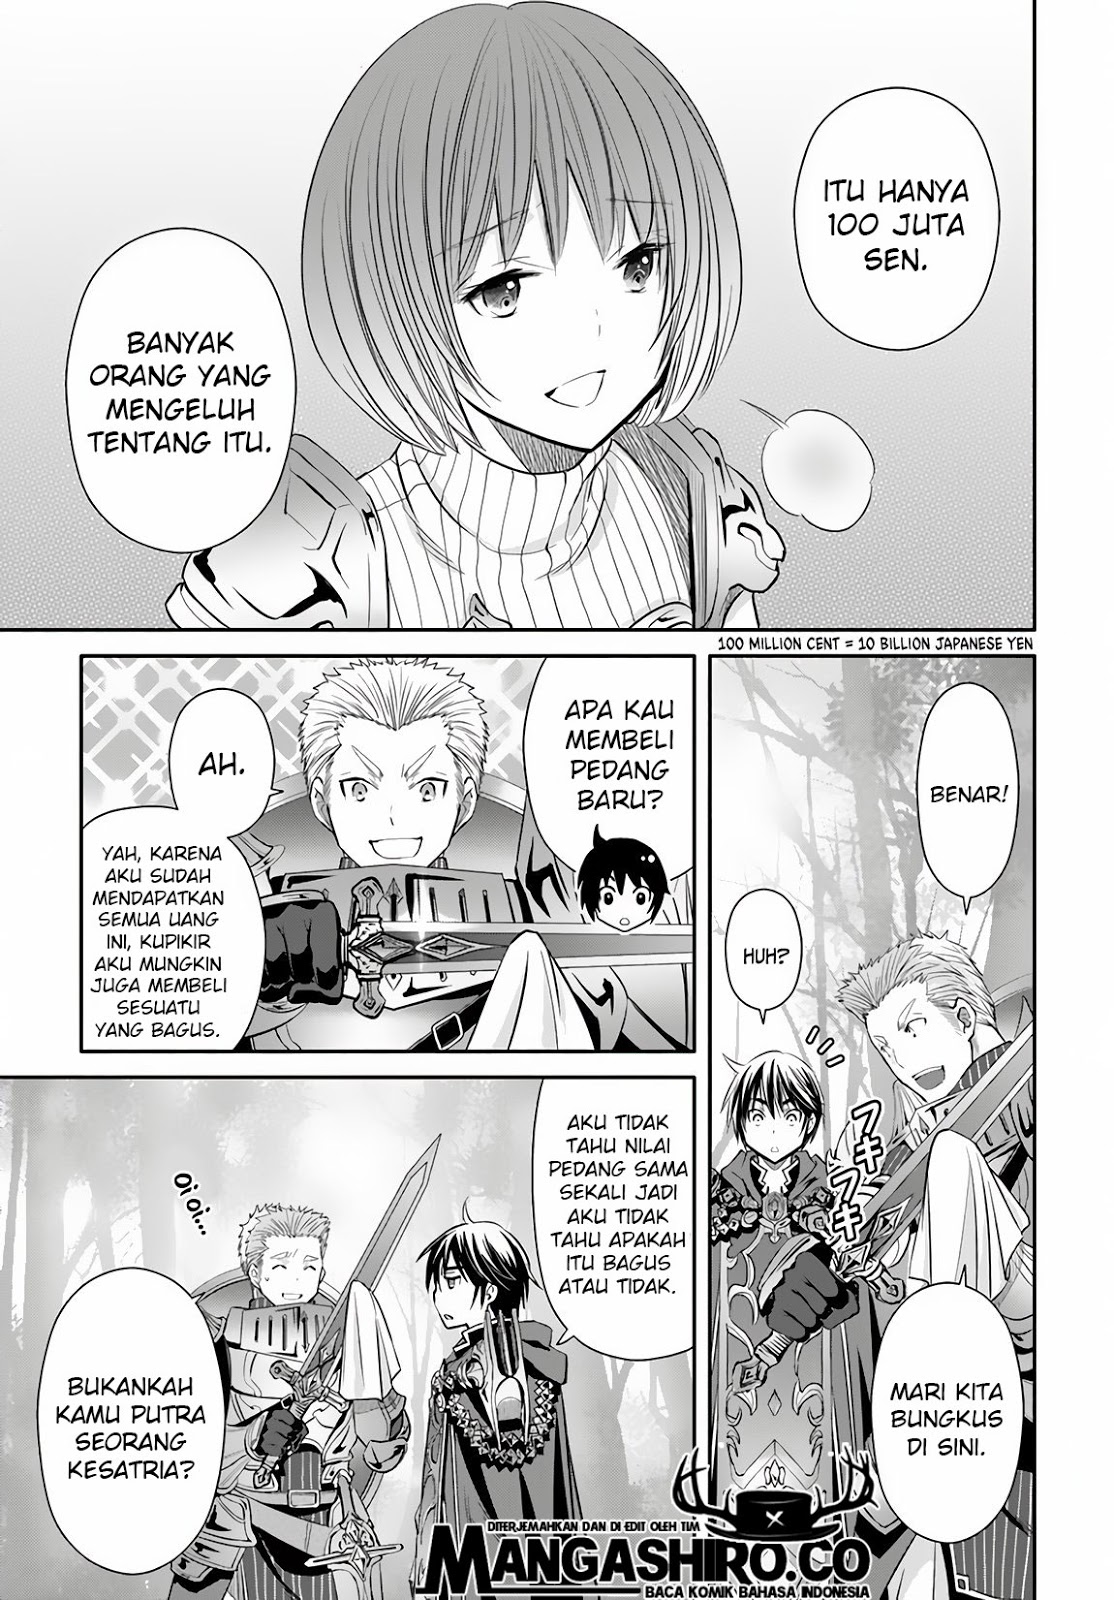 ITU HANYA
100 JUTA
SEN.
BANYAK
ORANG YANG
MENGELUH
TENTANG ITU.
100 MILLION CENT = 10 BILLION JAPANESE YEN
BENAR!
HUH?
フキ
フキ
MARI KITA
BUNGKUS
DI SINI.
APA KAU
MEMBELI
PEDANG
BARU?
AH.
YAH, KARENA
AKU SUDAH
MENDAPATKAN
SEMUA UANG
INI, KUPIKIR
AKU MUNGKIN
JUGA MEMBELI
SESUATU
YANG BAGUS.
AKU TIDAK
TAHU NILAI
PEDANG SAMA
SEKALI JADI
AKU TIDAK
TAHU APAKAH
ITU BAGUS
ATAU TIDAK.
Oi oi...
BUKANKAH
KAMU PUTRA
SEORANG
KESATRIA?
DITERJEMAHKAN DAN DI EDIT OLEH TIM
MANGASHIRO.CO
BACA KOMIK BAHASA INDONESIA